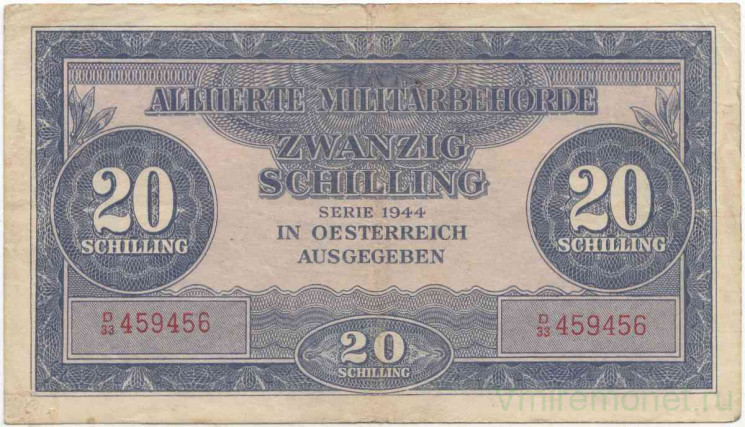 ALLIIERTE MILITÄRBEHÖRDE
ZWANZIG
SCHILLING
SERIE 1944
IN OESTERREICH
AUSGEGEBEN
20
SCHILLING
20
SCHILLING
D/33 459456
D/33 459456
20
SCHILLING
vmiremonet.ru